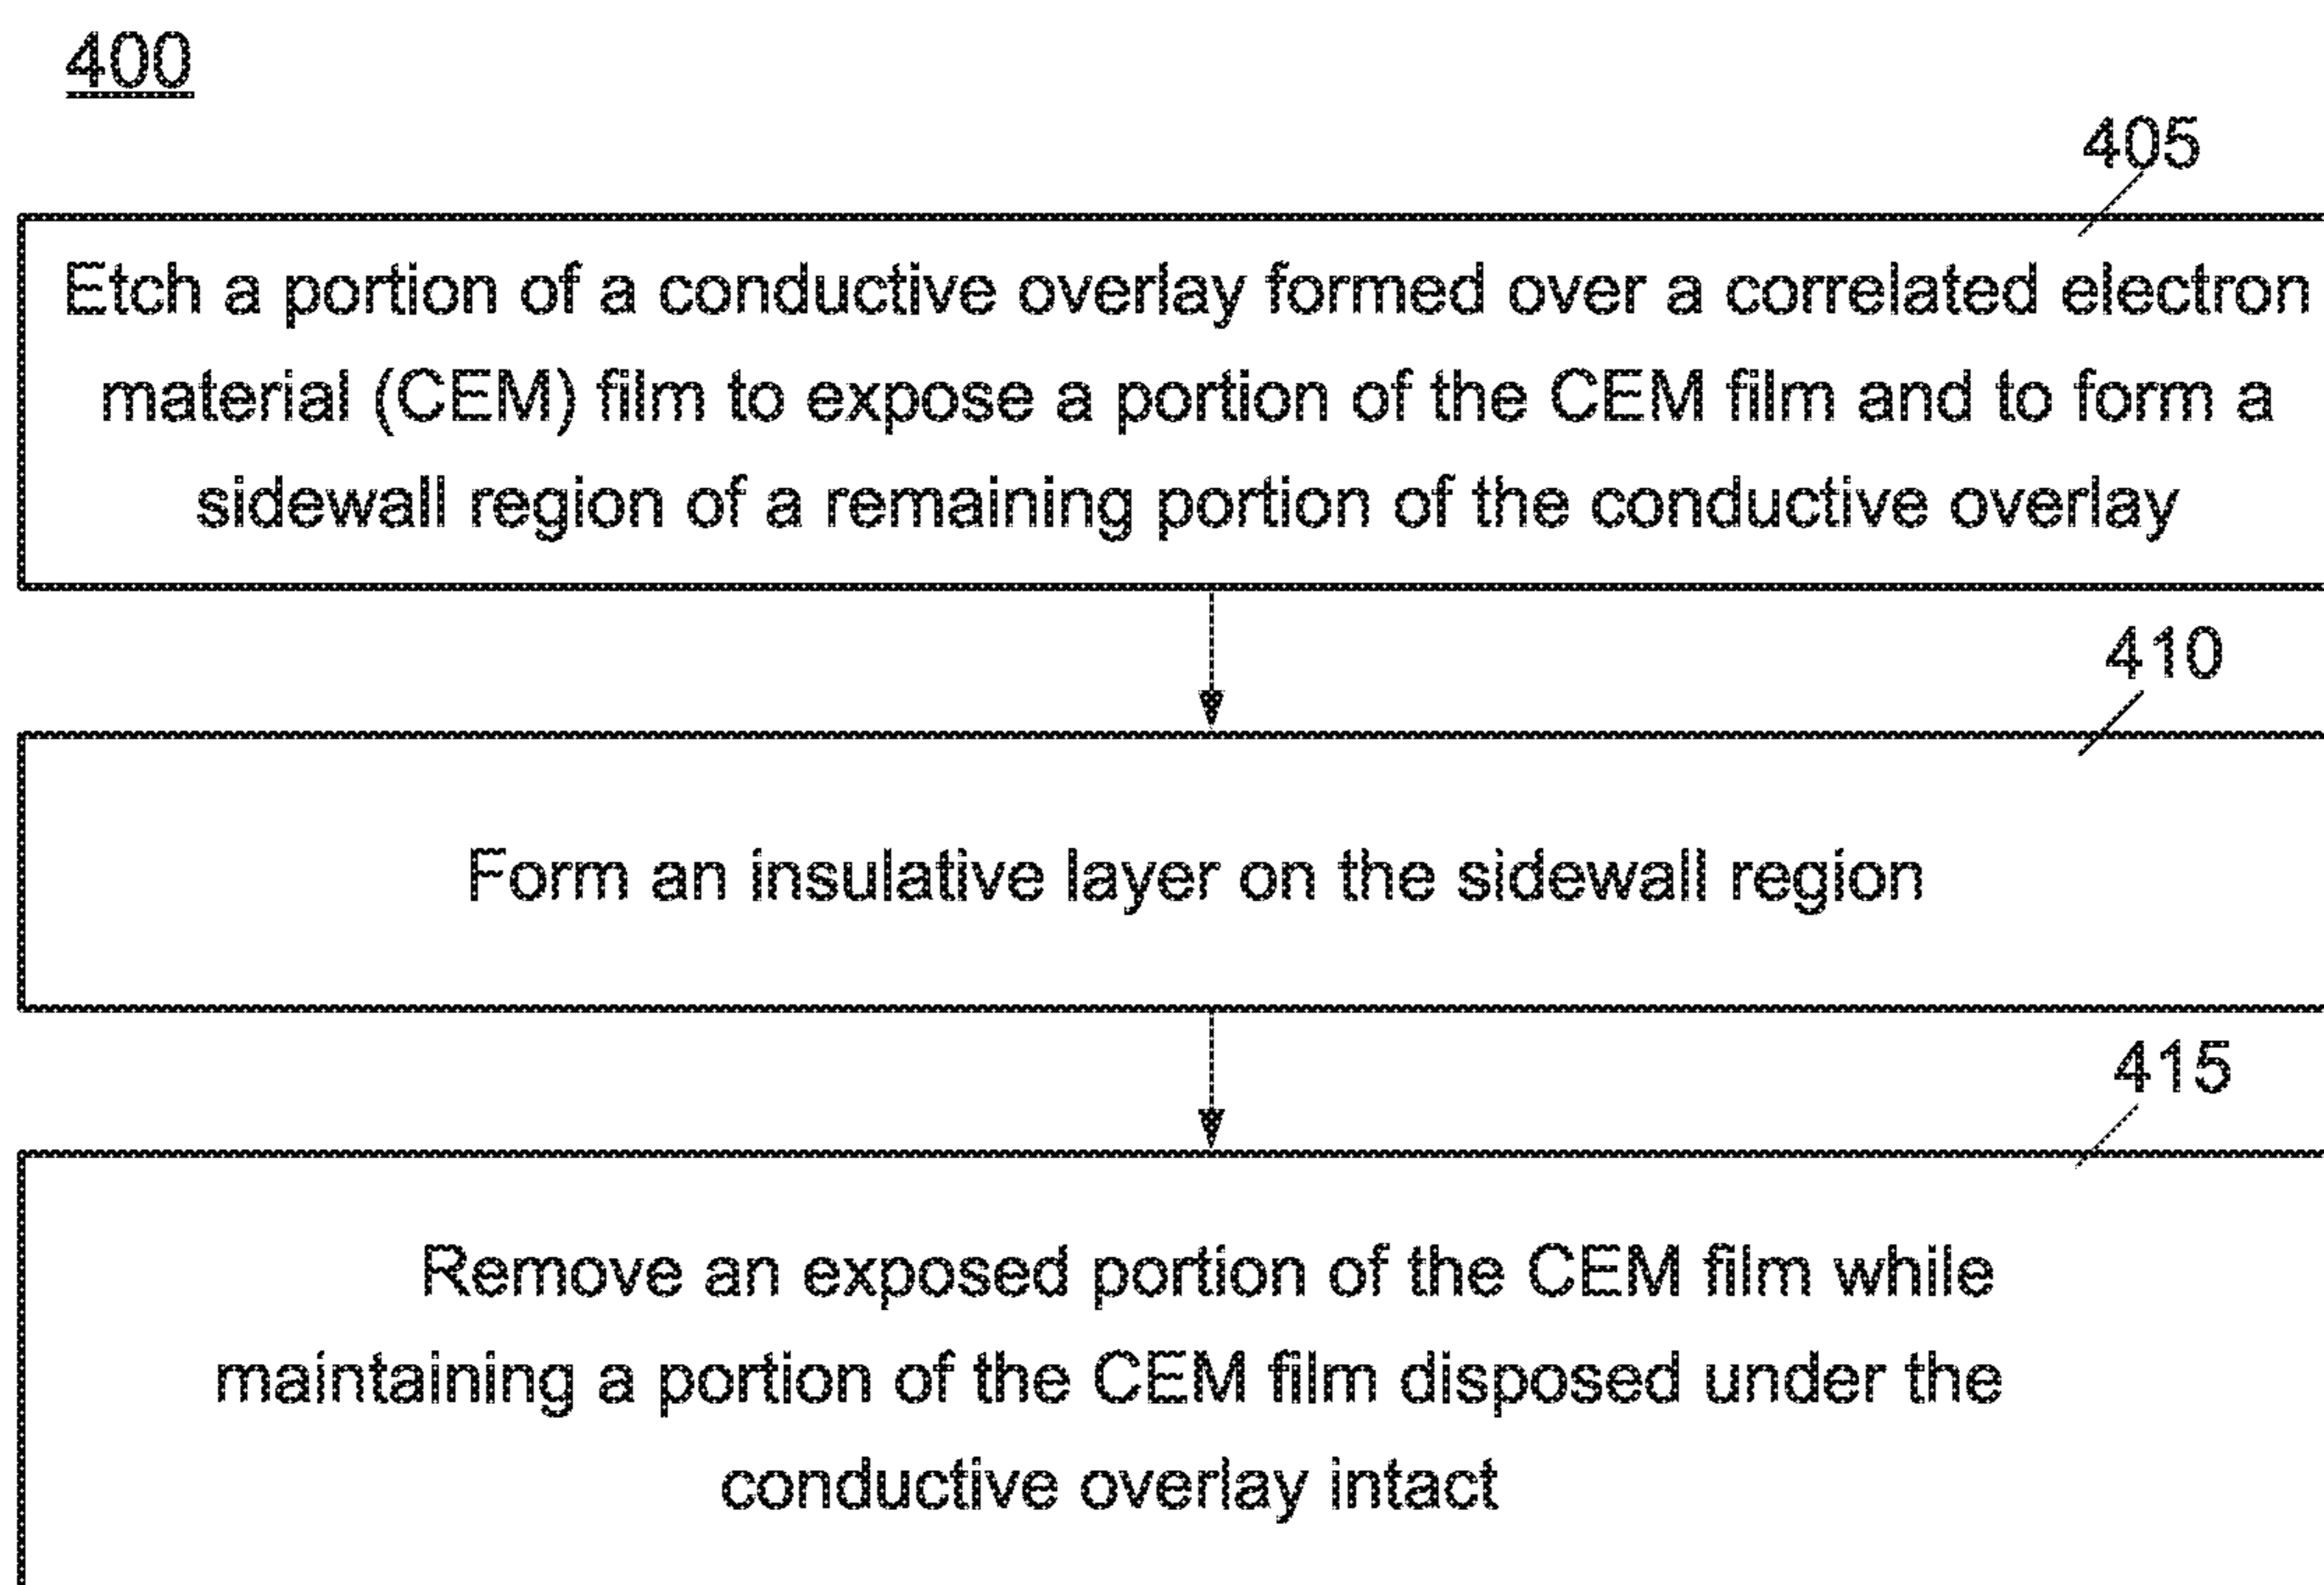 400
405
Etch a portion of a conductive overlay formed over a correlated electron
material (CEM) film to expose a portion of the CEM film and to form a
sidewall region of a remaining portion of the conductive overlay
410
Form an insulative layer on the sidewall region
415
Remove an exposed portion of the CEM film while
maintaining a portion of the CEM film disposed under the
conductive overlay intact